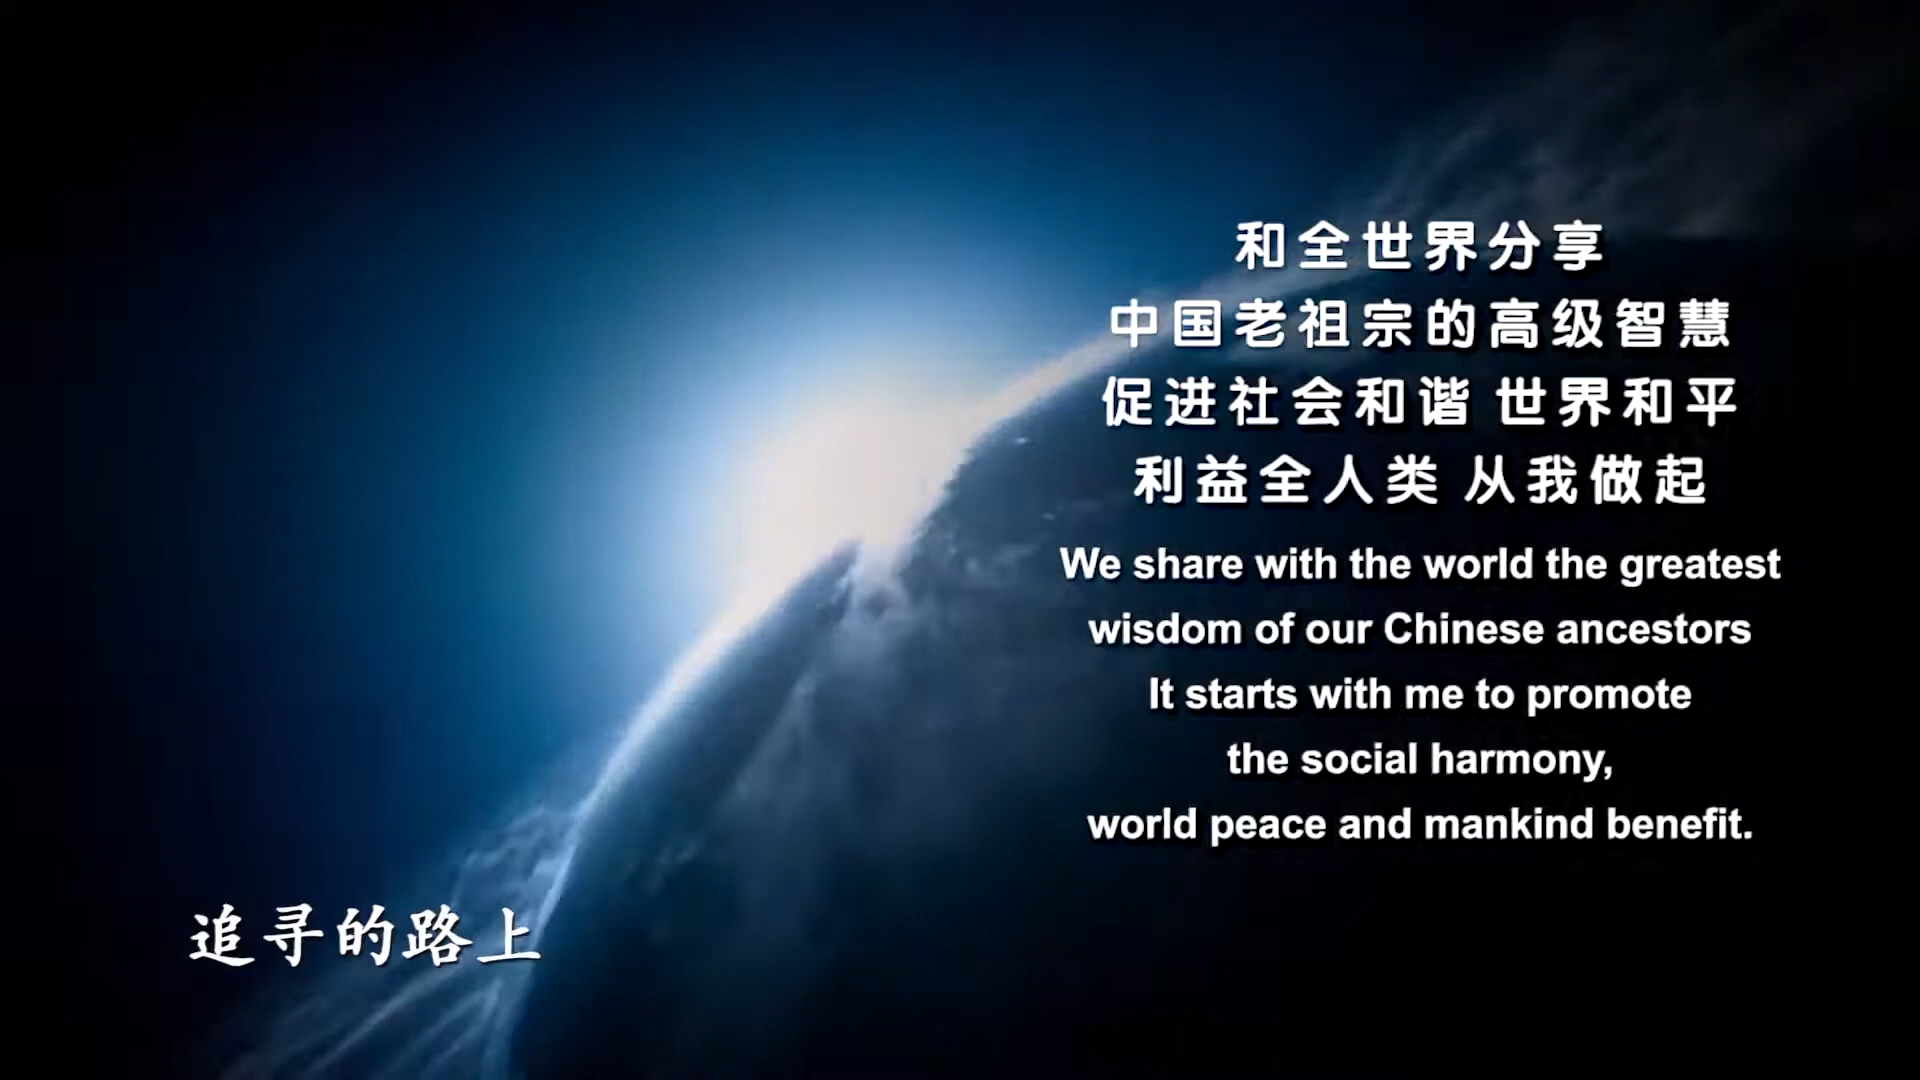 和全世界分享
中国老祖宗的高级智慧
促进社会和谐 世界和平
利益全人类 从我做起
We share with the world the greatest
wisdom of our Chinese ancestors
It starts with me to promote
the social harmony,
world peace and mankind benefit.
追寻的路上